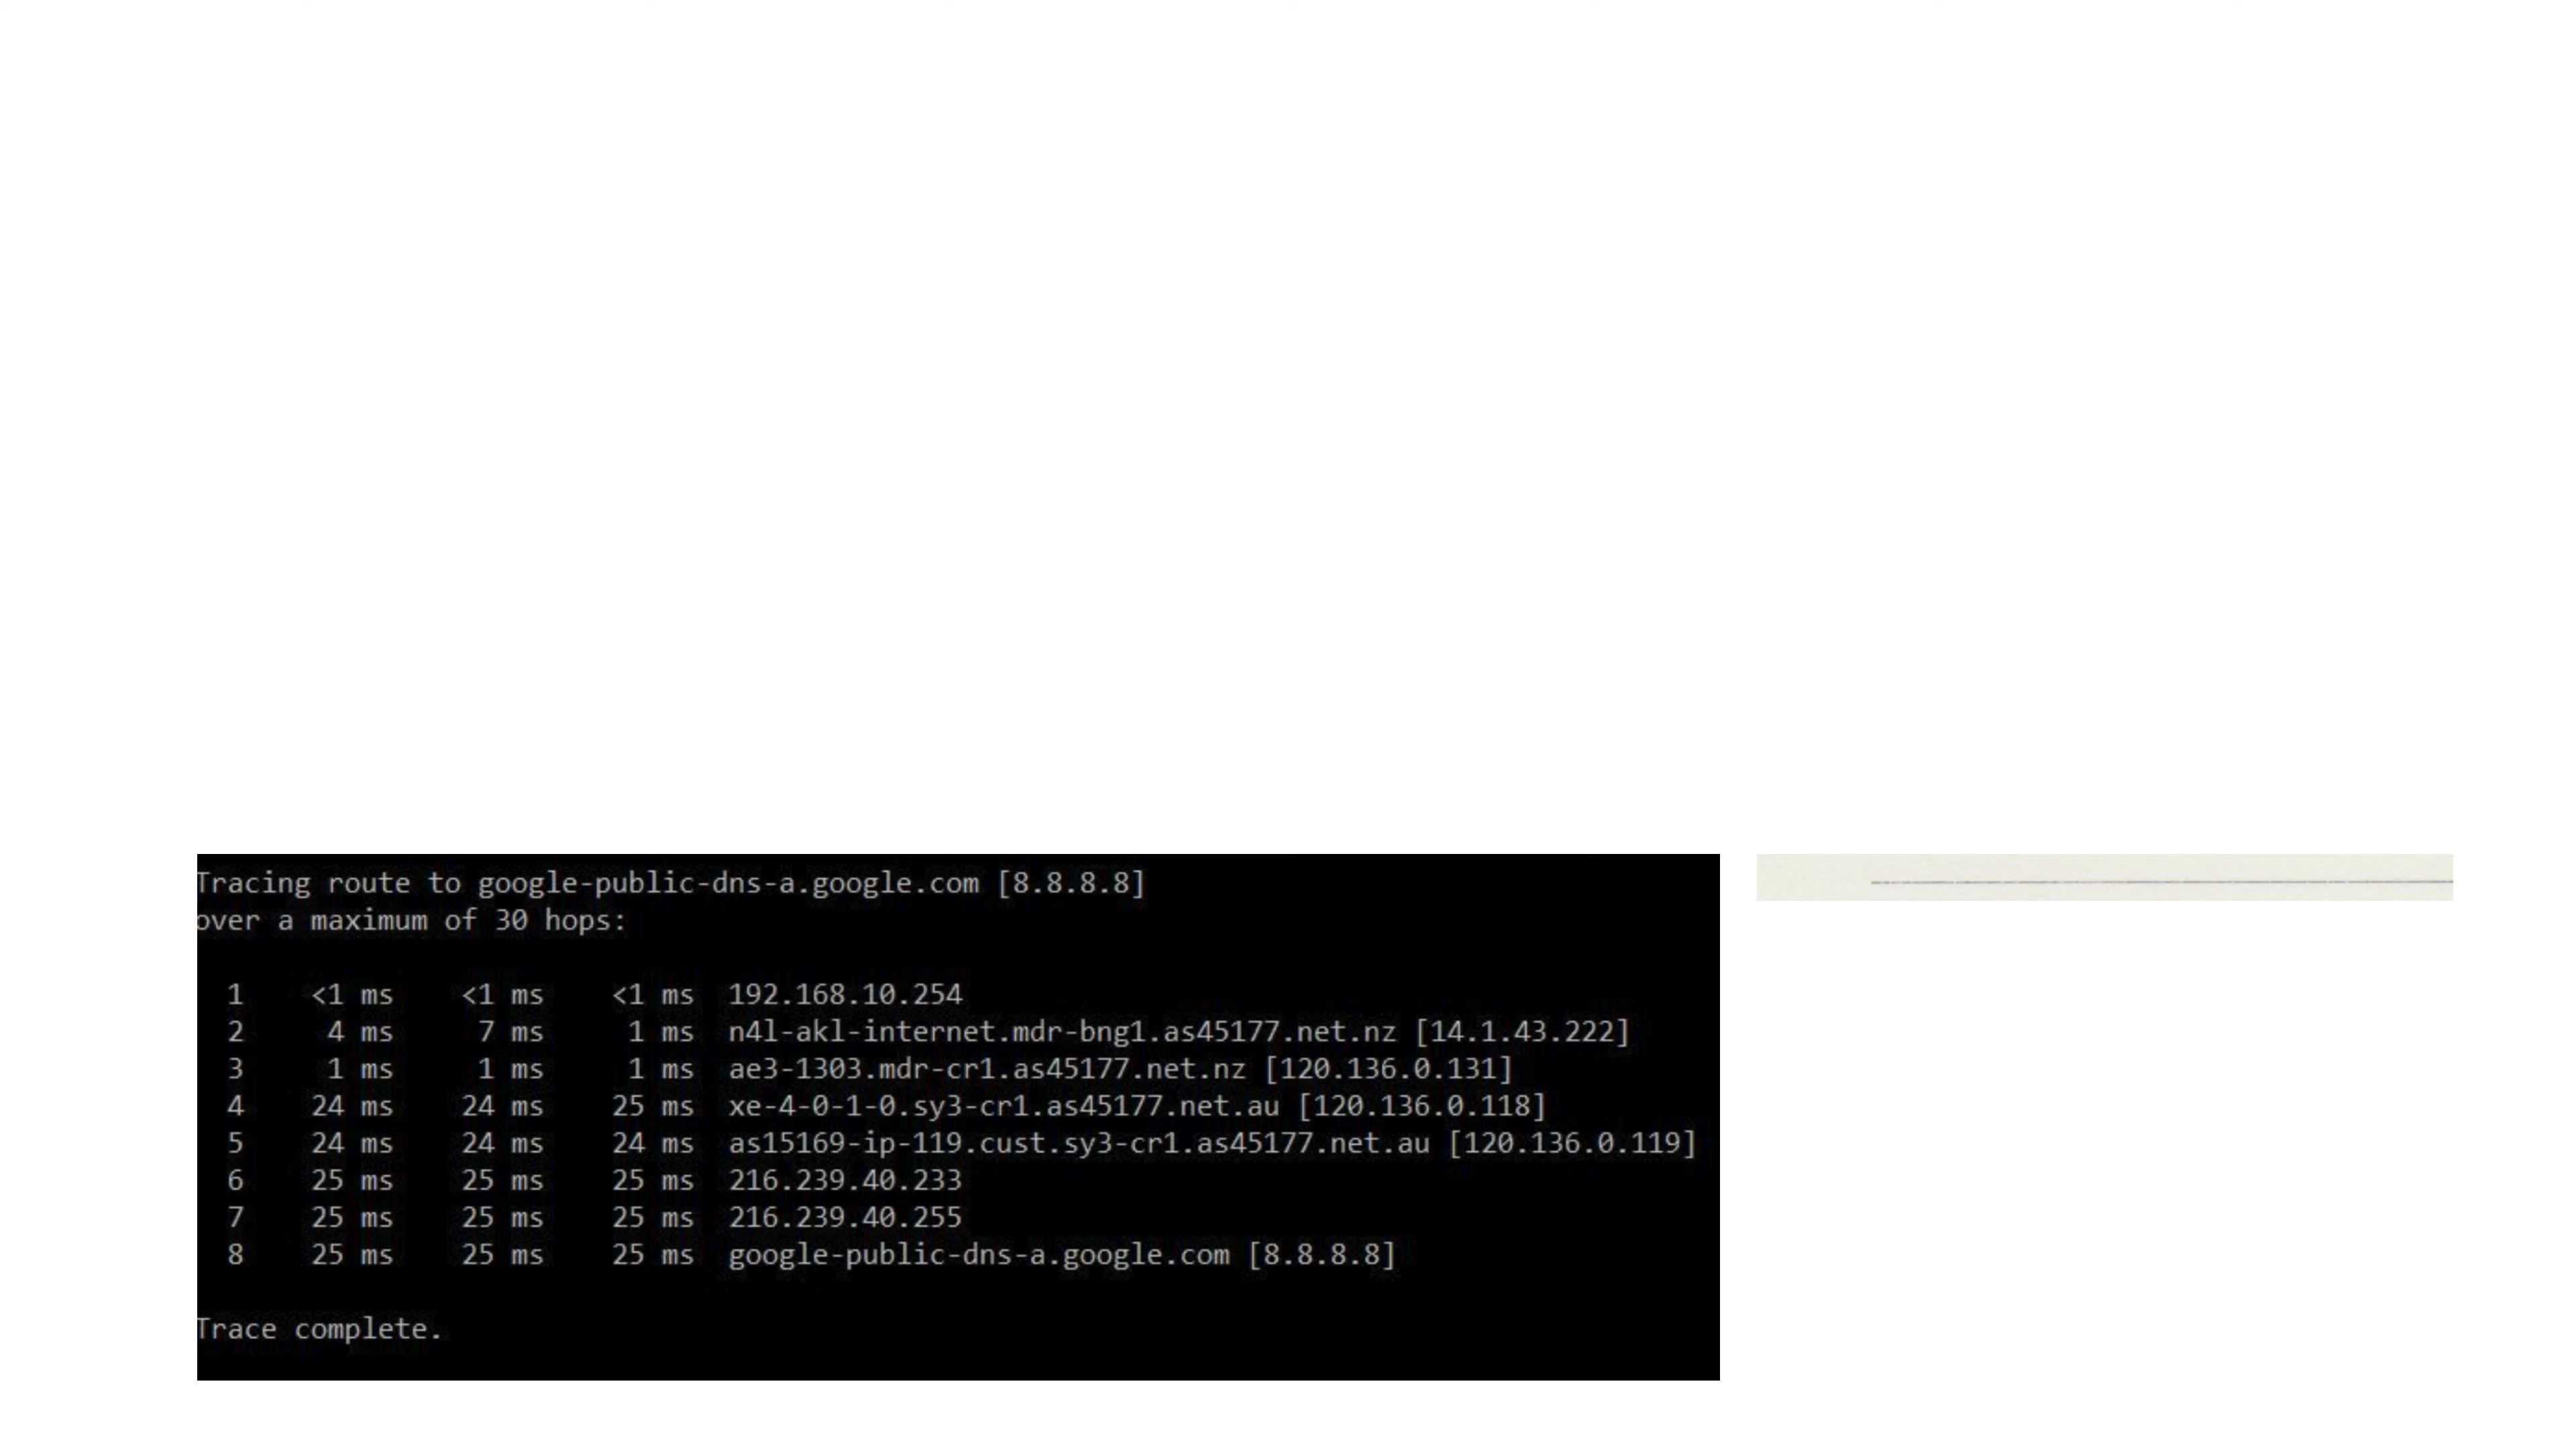 Tracing route to google-public-dns-a.google.com [8.8.8.8]
over a maximum of 30 hops:
1 <1 ms <1 ms <1 ms 192.168.10.254
2 4 ms 7 ms 1 ms n4l-akl-internet.mdr-bng1.as45177.net.nz [14.1.43.222]
3 1 ms 1 ms 1 ms ae3-1303.mdr-cr1.as45177.net.nz [120.136.0.131]
4 24 ms 24 ms 25 ms xe-4-0-1-0.sy3-cr1.as45177.net.au [120.136.0.118]
5 24 ms 24 ms 24 ms as15169-ip-119.cust.sy3-cr1.as45177.net.au [120.136.0.119]
6 25 ms 25 ms 25 ms 216.239.40.233
7 25 ms 25 ms 25 ms 216.239.40.255
8 25 ms 25 ms 25 ms google-public-dns-a.google.com [8.8.8.8]
Trace complete.